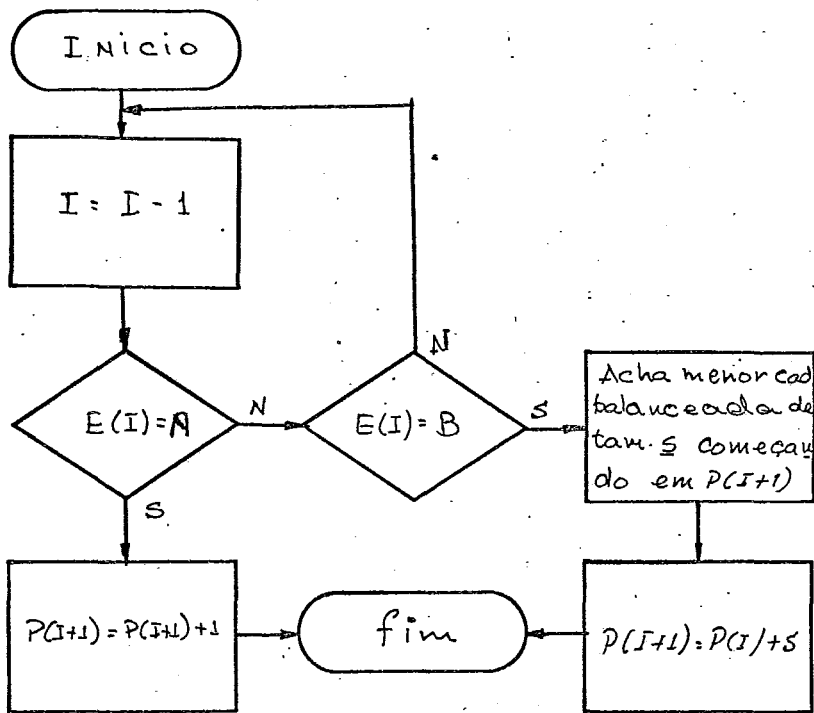 Inicio
I = I - 1
E(I)=A
N
S
E(I)=B
N
S
Acha menor cad
balanceada de
tam. s começan
do em P(I+1)
P(I+1)=P(I+1)+1
fim
P(I+1)=P(I)+S